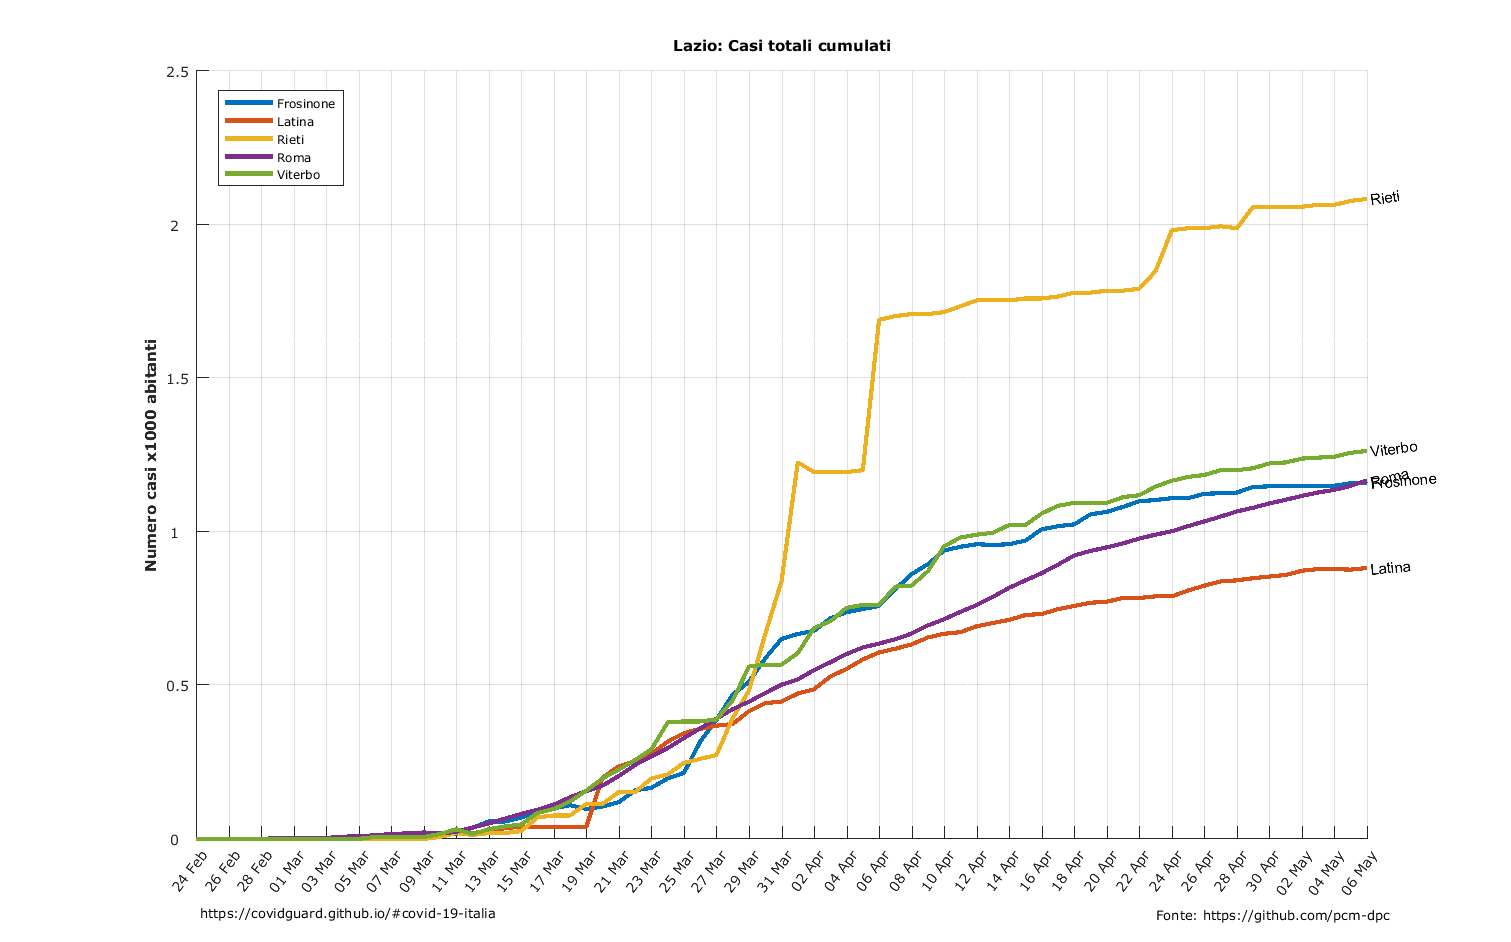 Lazio: Casi totali cumulati
Numero casi x1000 abitanti
2.5
2
1.5
1
0.5
0
Frosinone
Latina
Rieti
Roma
Viterbo
Rieti
Viterbo
Roma
Frosinone
Latina
24 Feb
26 Feb
28 Feb
01 Mar
03 Mar
05 Mar
07 Mar
09 Mar
11 Mar
13 Mar
15 Mar
17 Mar
19 Mar
21 Mar
23 Mar
25 Mar
27 Mar
29 Mar
31 Mar
02 Apr
04 Apr
06 Apr
08 Apr
10 Apr
12 Apr
14 Apr
16 Apr
18 Apr
20 Apr
22 Apr
24 Apr
26 Apr
28 Apr
30 Apr
02 May
04 May
06 May
https://covidguard.github.io/#covid-19-italia
Fonte: https://github.com/pcm-dpc